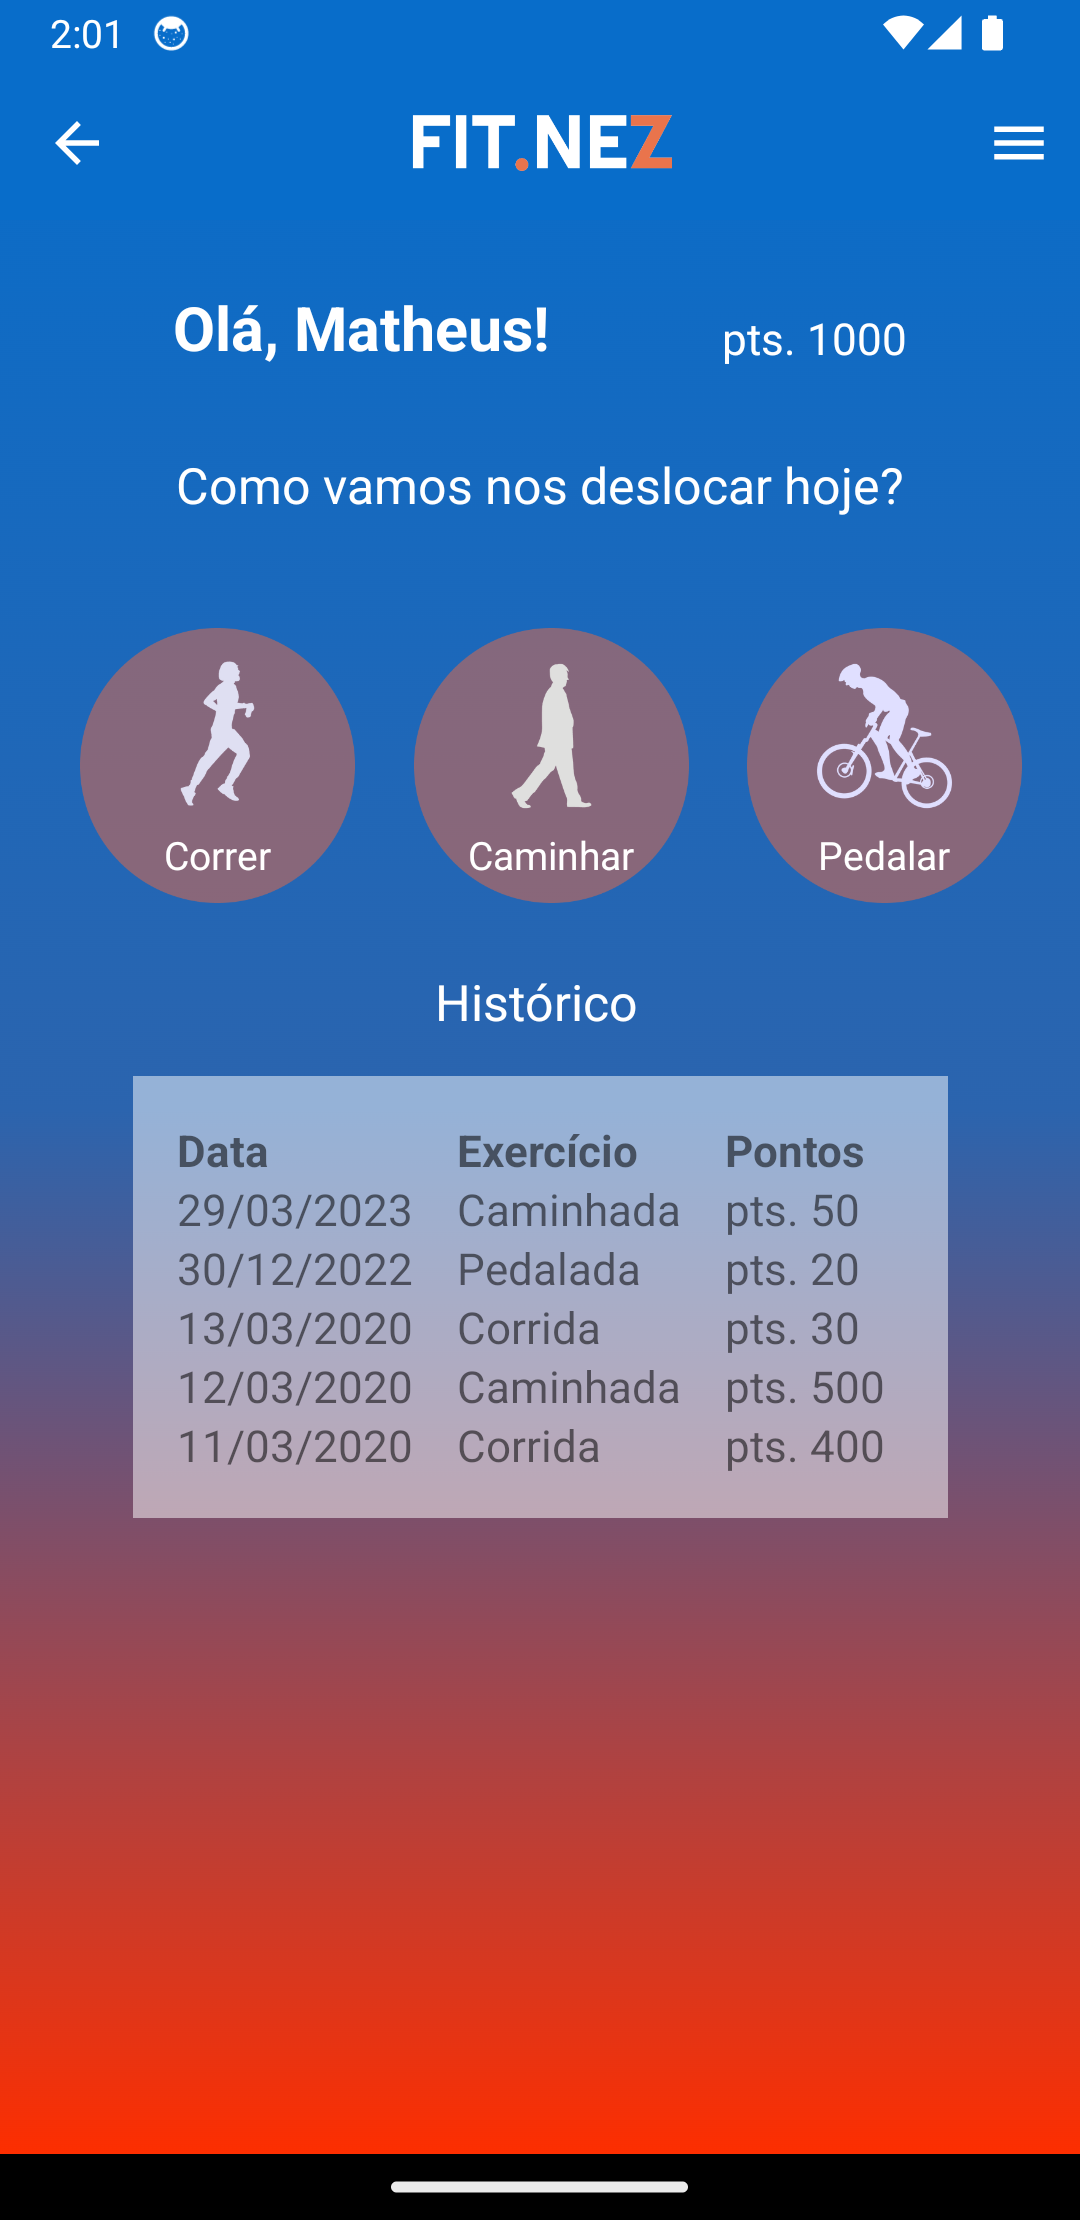 2:01
FIT.NEZ
Olá, Matheus! pts. 1000
Como vamos nos deslocar hoje?
Correr Caminhar Pedalar
Histórico
Data Exercício Pontos
29/03/2023 Caminhada pts. 50
30/12/2022 Pedalada pts. 20
13/03/2020 Corrida pts. 30
12/03/2020 Caminhada pts. 500
11/03/2020 Corrida pts. 400